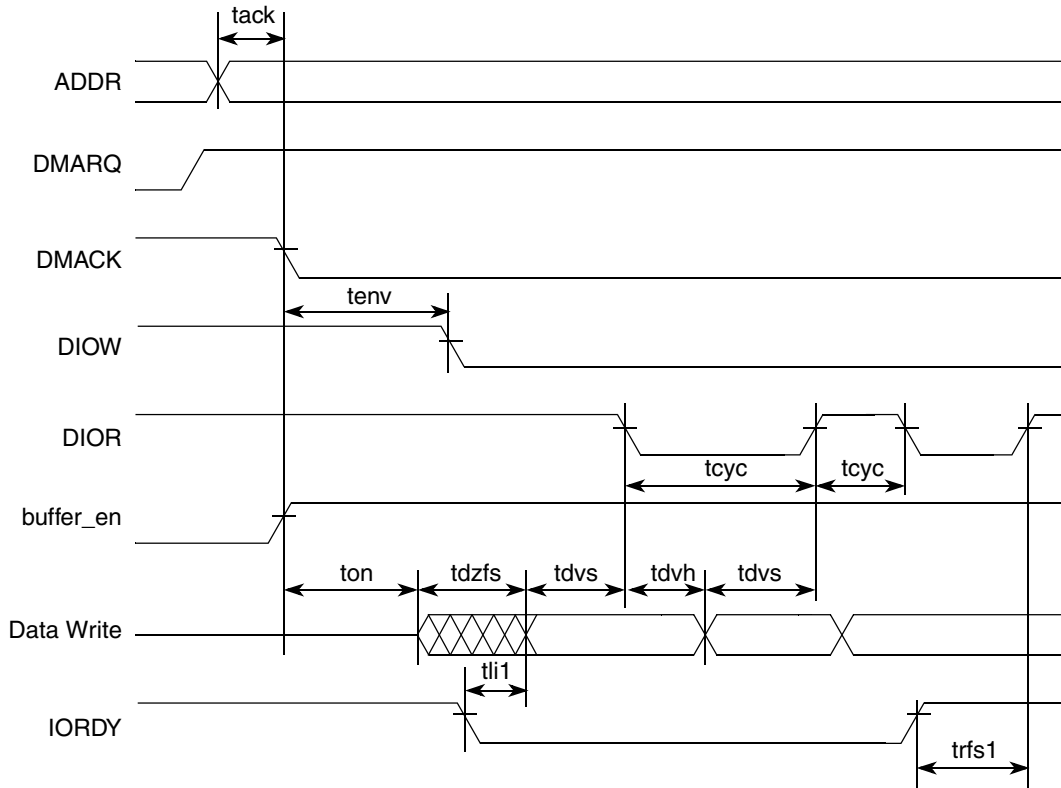 tack
ADDR
DMARQ
DMACK
tenv
DIOW
DIOR
tcyc tcyc
buffer_en
ton tdzfs tdvs tdvh tdvs
Data Write
tli1
IORDY
trfs1